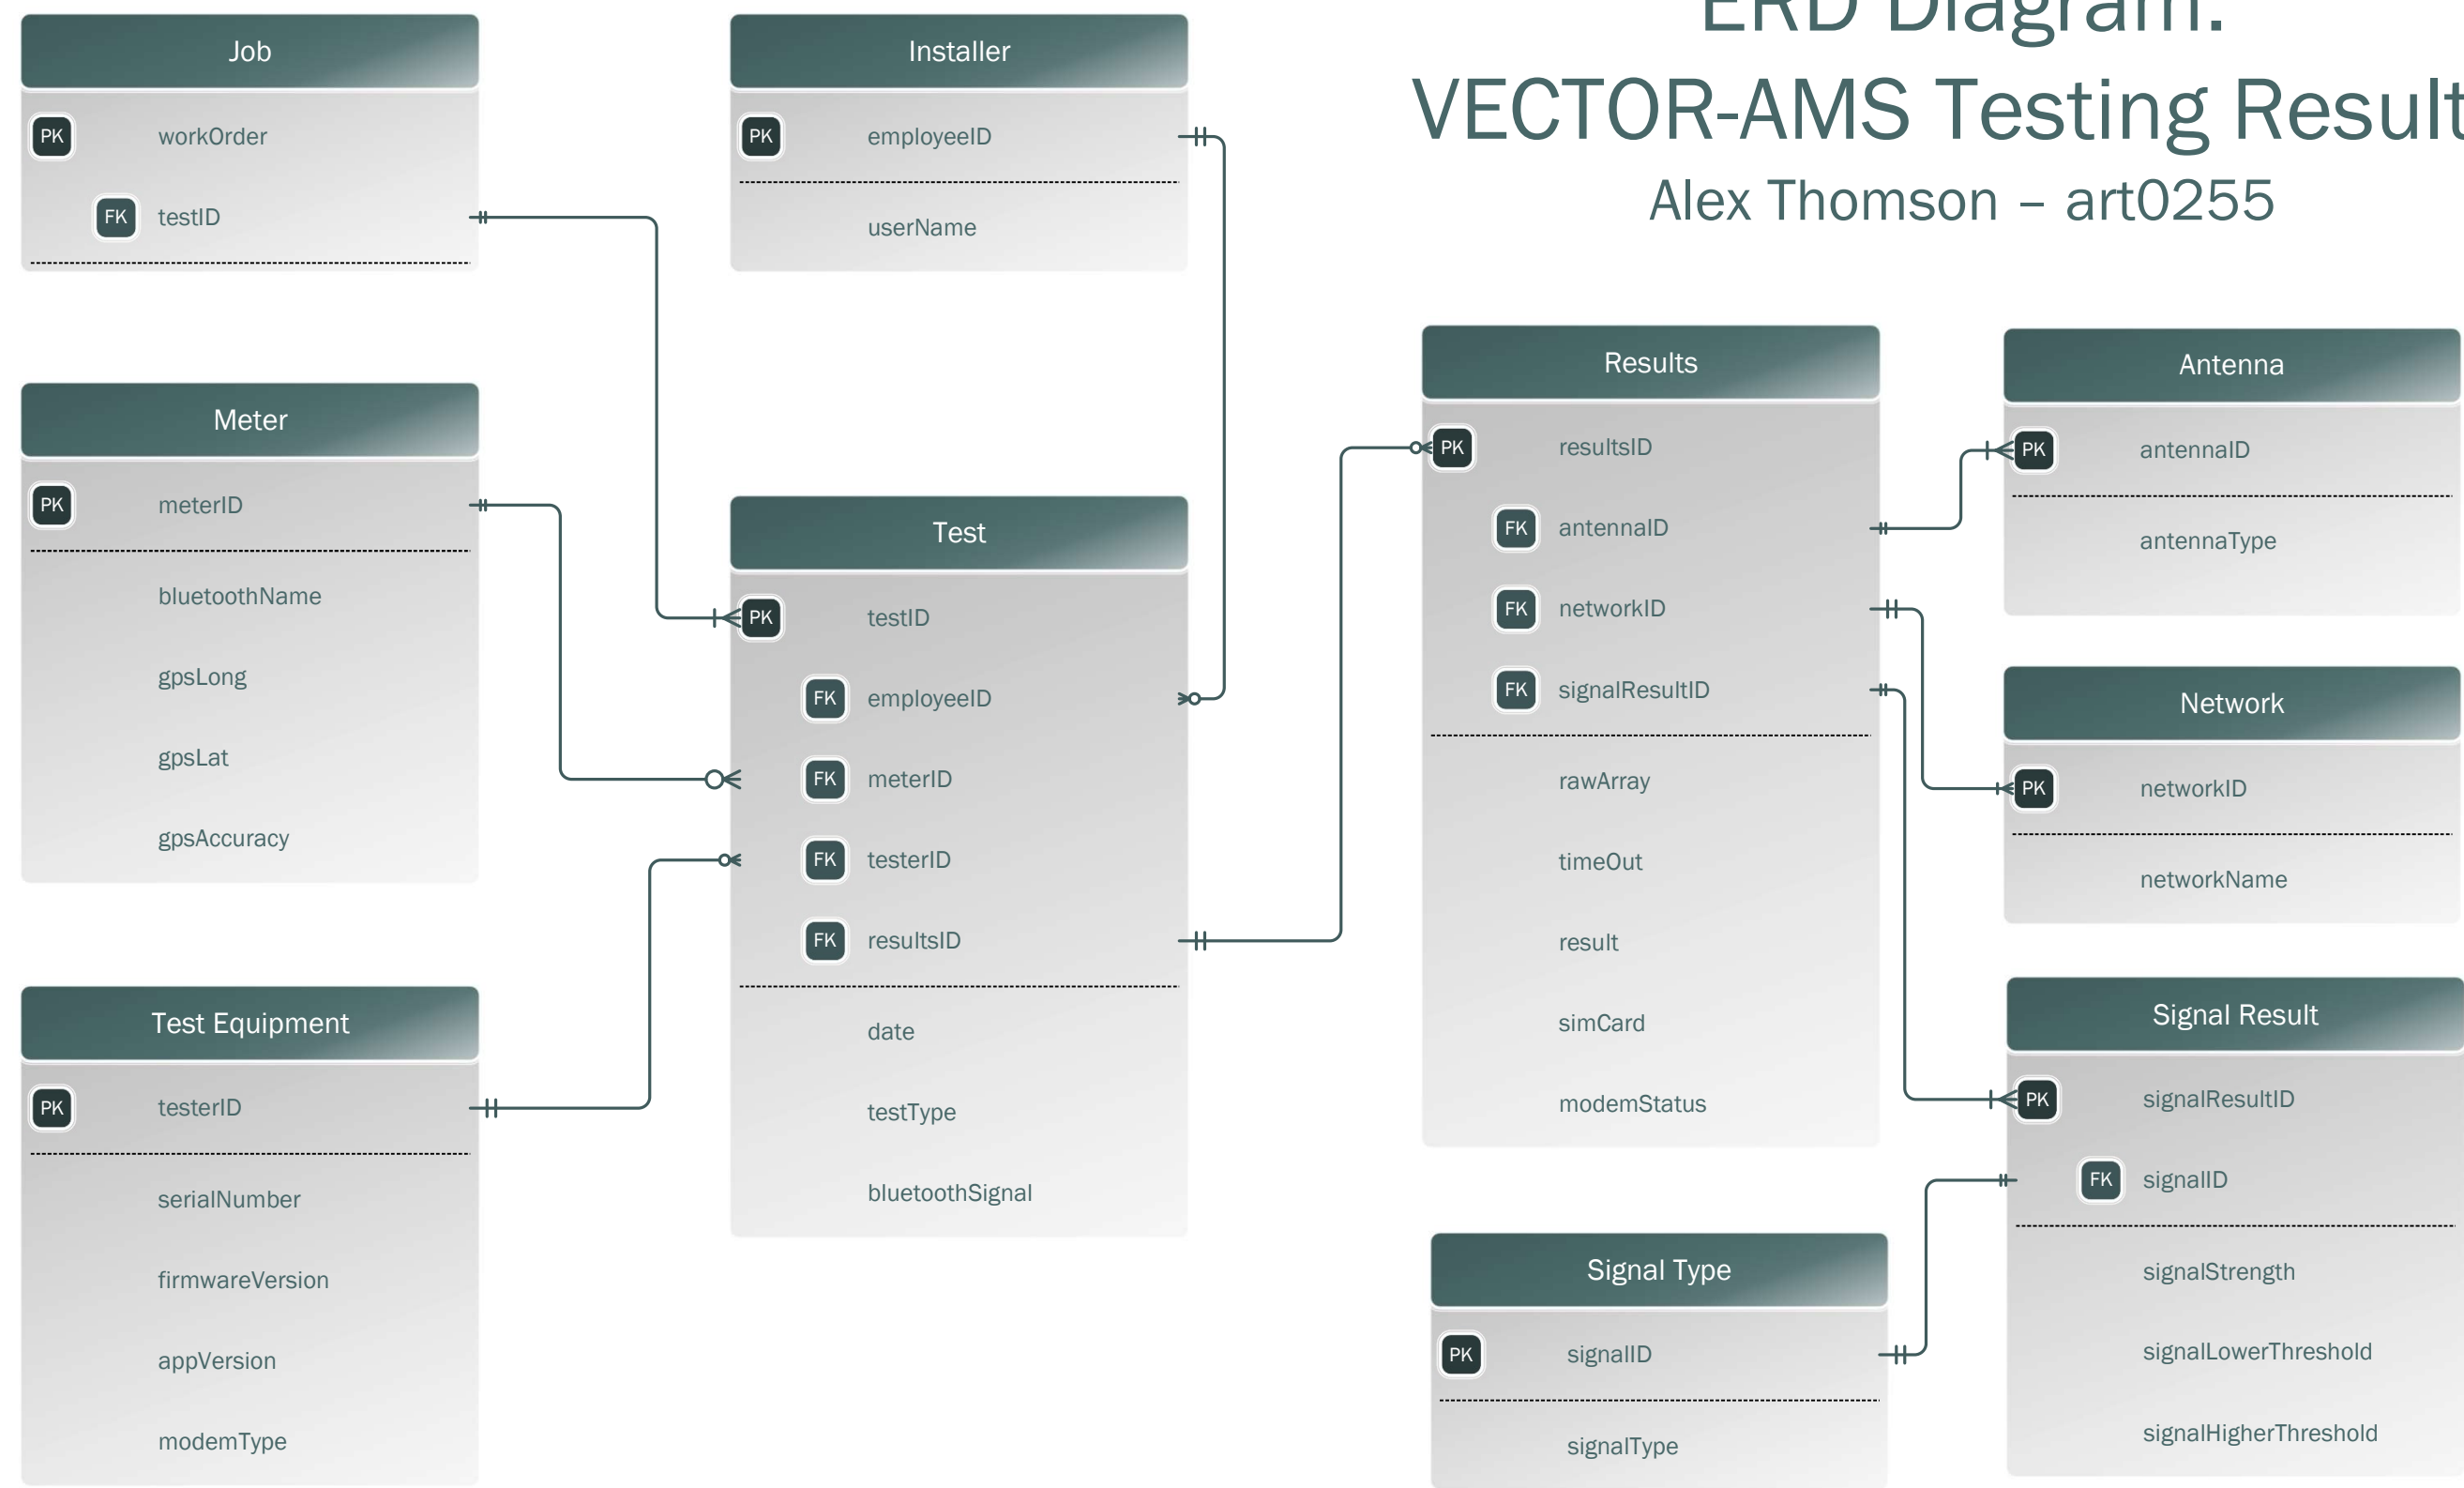 ERD Diagram:
VECTOR-AMS Testing Result
Alex Thomson – art0255
Job
PK workOrder
FK testID
Installer
PK employeeID
userName
Meter
PK meterID
bluetoothName
gpsLong
gpsLat
gpsAccuracy
Test
PK testID
FK employeeID
FK meterID
FK testerID
FK resultsID
date
testType
bluetoothSignal
Test Equipment
PK testerID
serialNumber
firmwareVersion
appVersion
modemType
Results
PK resultsID
FK antennaID
FK networkID
FK signalResultID
rawArray
timeOut
result
simCard
modemStatus
Antenna
PK antennaID
antennaType
Network
PK networkID
networkName
Signal Result
PK signalResultID
FK signalID
signalStrength
signalLowerThreshold
signalHigherThreshold
Signal Type
PK signalID
signalType